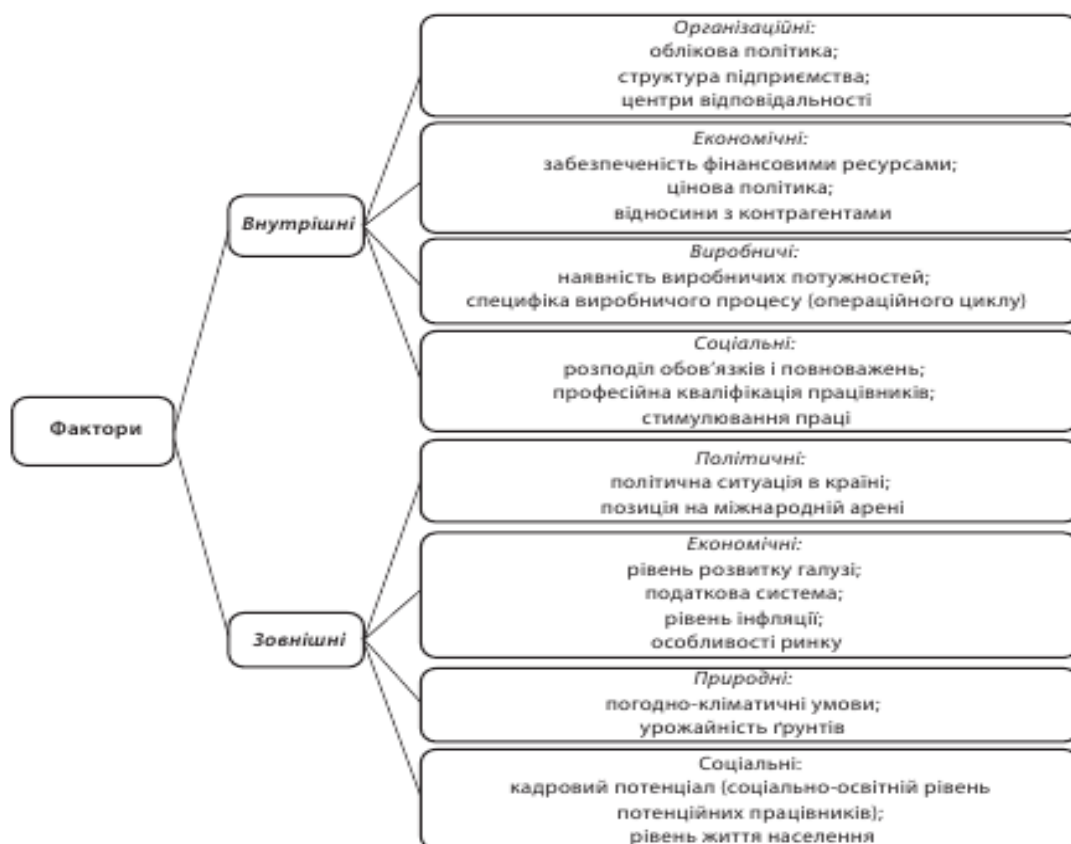 Фактори
Внутрішні
Організаційні:
облікова політика;
структура підприємства;
центри відповідальності
Економічні:
забезпеченість фінансовими ресурсами;
цінова політика;
відносини з контрагентами
Виробничі:
наявність виробничих потужностей;
специфіка виробничого процесу (операційного циклу)
Соціальні:
розподіл обов’язків і повноважень;
професійна кваліфікація працівників;
стимулювання праці
Зовнішні
Політичні:
політична ситуація в країні;
позиція на міжнародній арені
Економічні:
рівень розвитку галузі;
податкова система;
рівень інфляції;
особливості ринку
Природні:
погодно-кліматичні умови;
урожайність ґрунтів
Соціальні:
кадровий потенціал (соціально-освітній рівень
потенційних працівників);
рівень життя населення